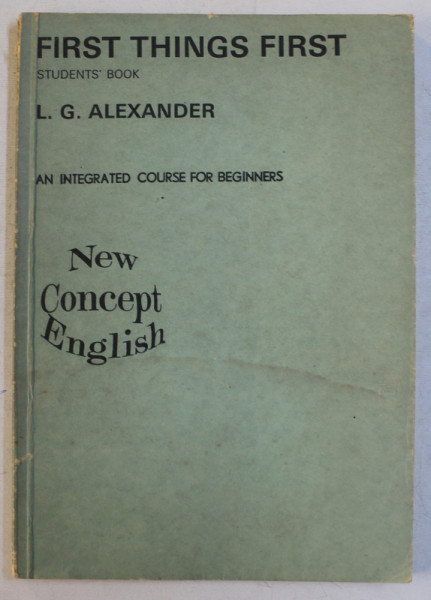 FIRST THINGS FIRST
STUDENTS' BOOK
L. G. ALEXANDER
AN INTEGRATED COURSE FOR BEGINNERS
New
Concept
English